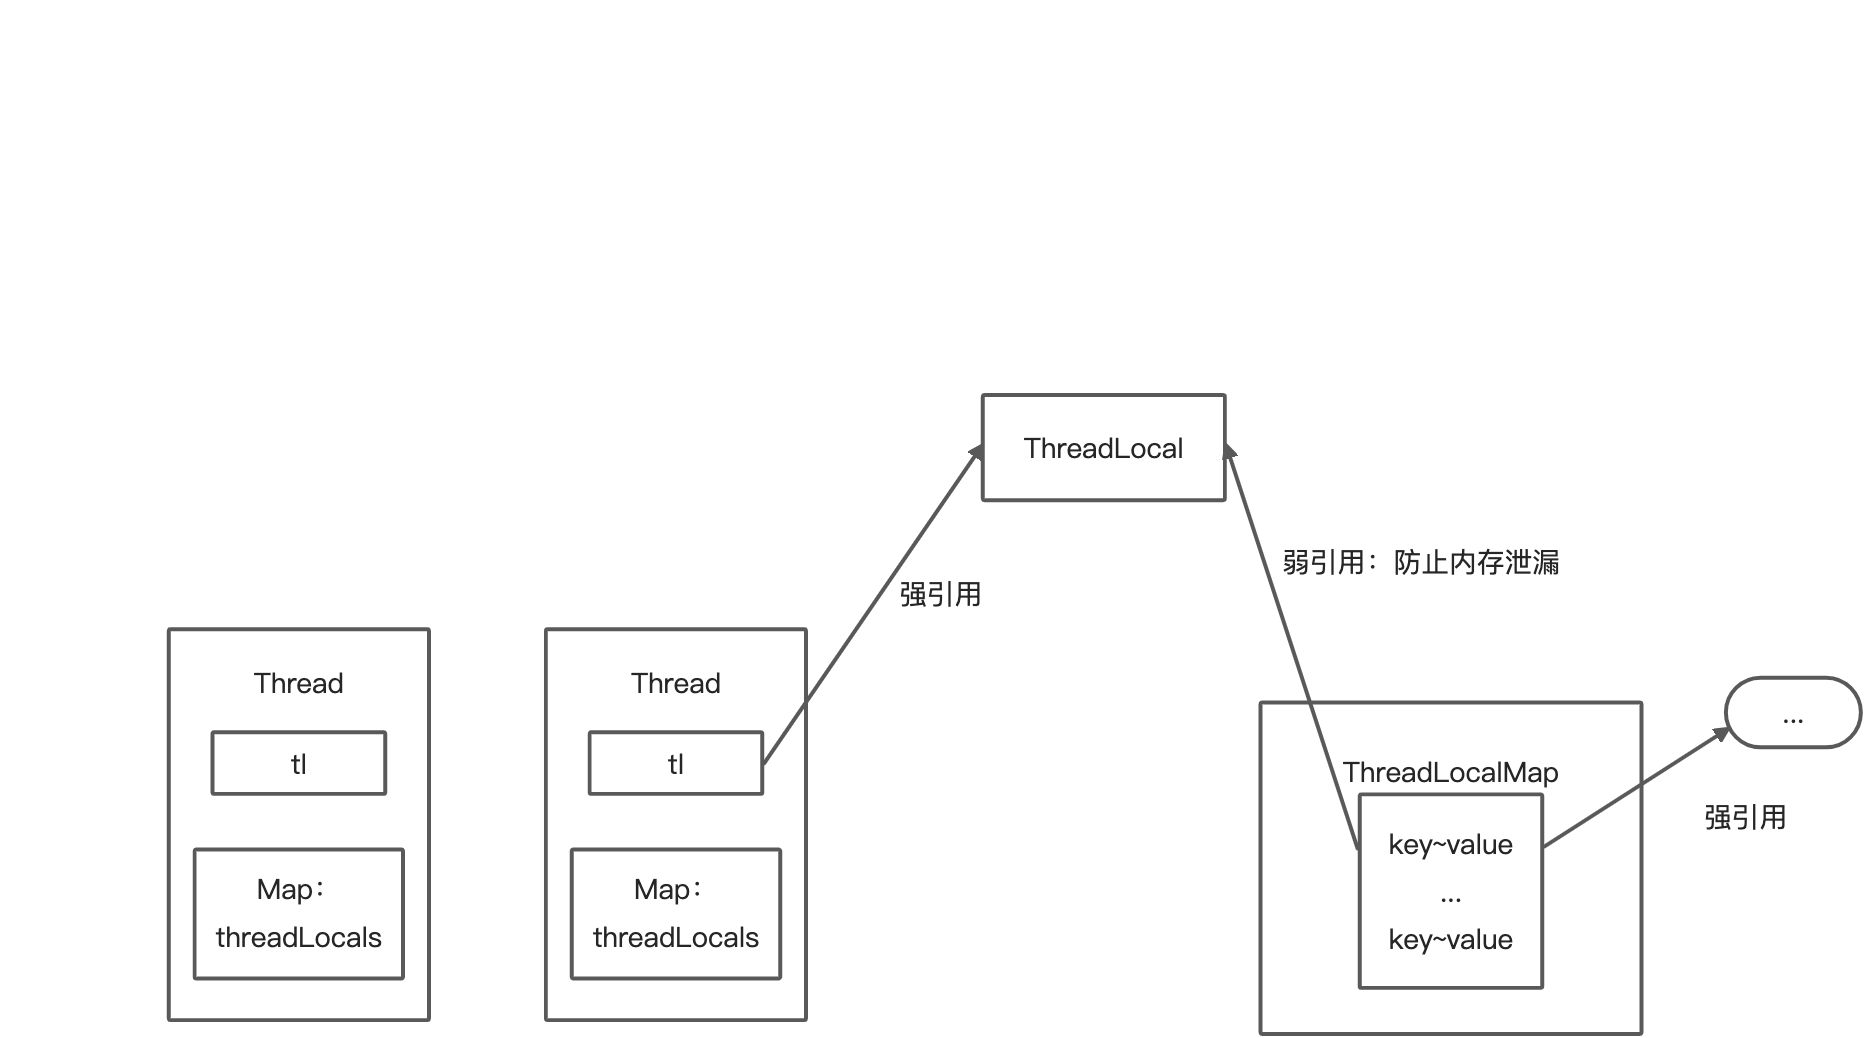 ThreadLocal
弱引用：防止内存泄漏
强引用
Thread
tl
Map：
threadLocals
Thread
tl
Map：
threadLocals
ThreadLocalMap
key~value
...
key~value
...
强引用